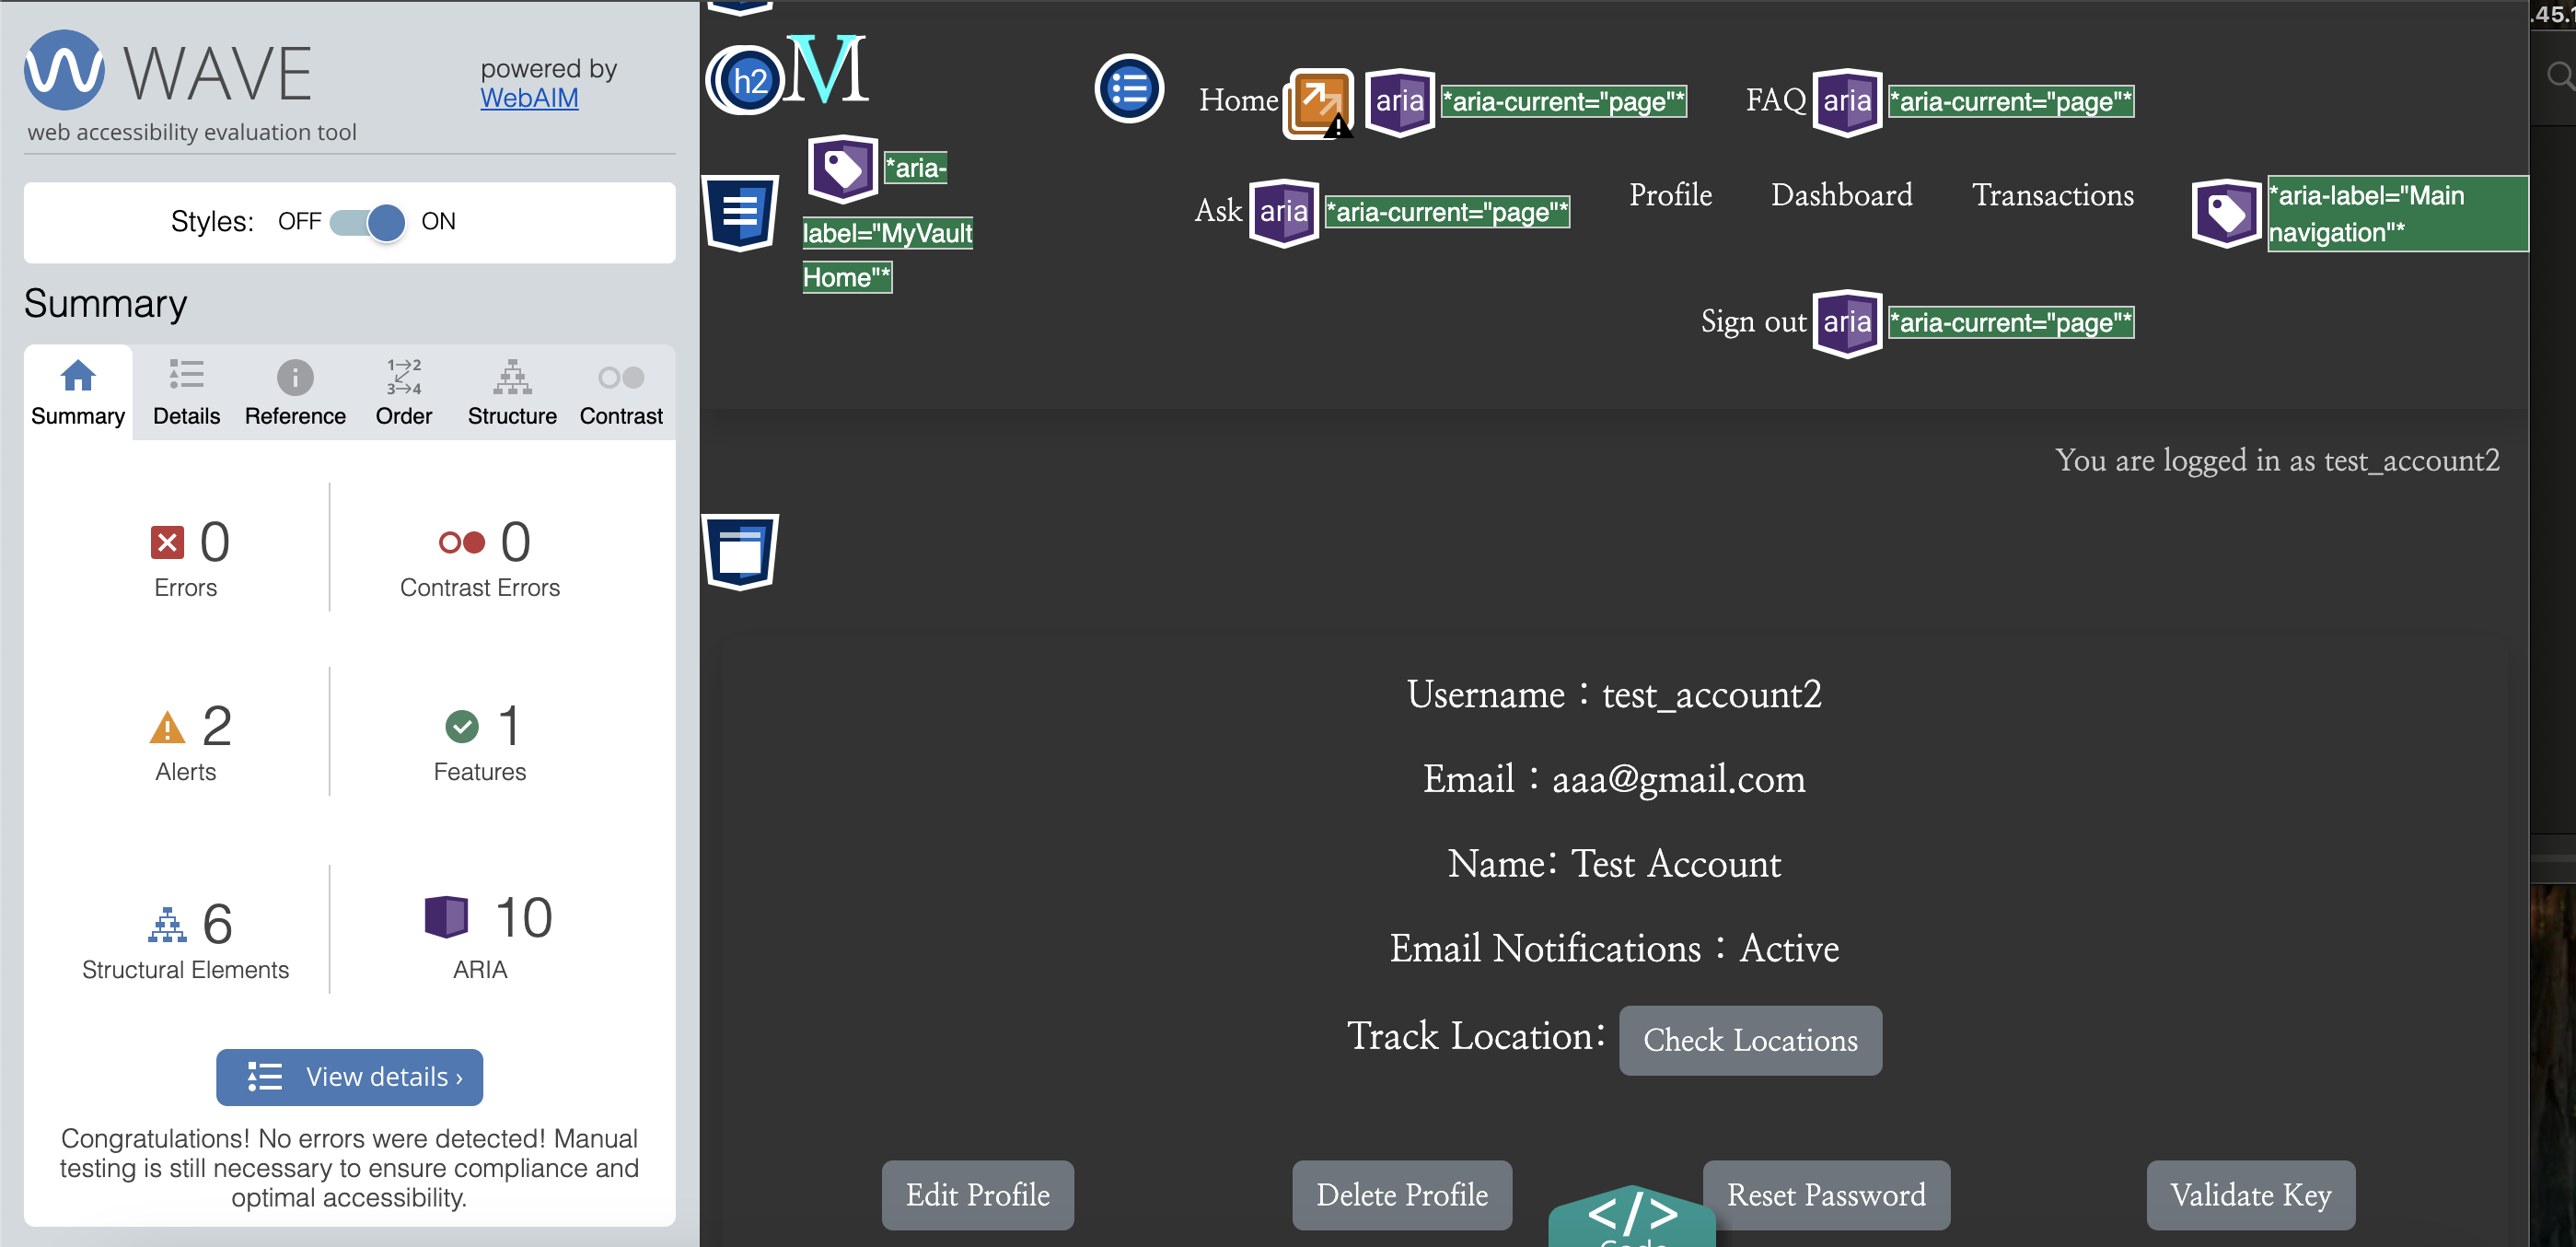 WAVE
powered by
WebAIM
web accessibility evaluation tool
Styles: OFF ON
Summary
Summary Details Reference Order Structure Contrast
1→2
3→4
0
Errors
0
Contrast Errors
2
Alerts
1
Features
6
Structural Elements
10
ARIA
View details ›
Congratulations! No errors were detected! Manual
testing is still necessary to ensure compliance and
optimal accessibility.
h2 M
*aria-
label="MyVault
Home"*
Home aria *aria-current="page"* FAQ aria *aria-current="page"*
Ask aria *aria-current="page"* Profile Dashboard Transactions
*aria-label="Main
navigation"*
Sign out aria *aria-current="page"*
You are logged in as test_account2
Username : test_account2
Email : aaa@gmail.com
Name: Test Account
Email Notifications : Active
Track Location: Check Locations
Edit Profile Delete Profile Reset Password Validate Key
</>
.45.1